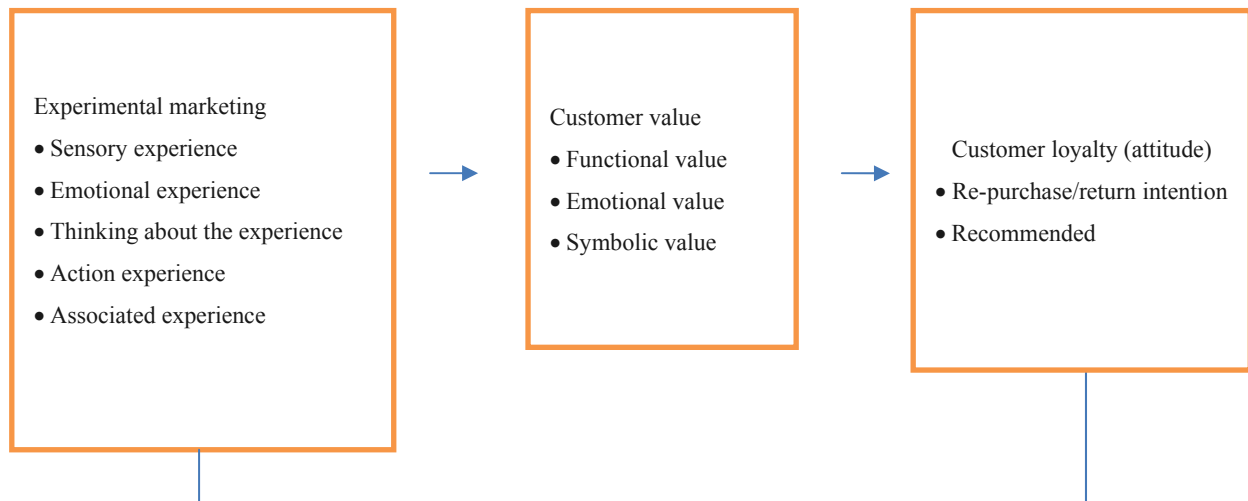 Experimental marketing
• Sensory experience
• Emotional experience
• Thinking about the experience
• Action experience
• Associated experience
Customer value
• Functional value
• Emotional value
• Symbolic value
Customer loyalty (attitude)
• Re-purchase/return intention
• Recommended